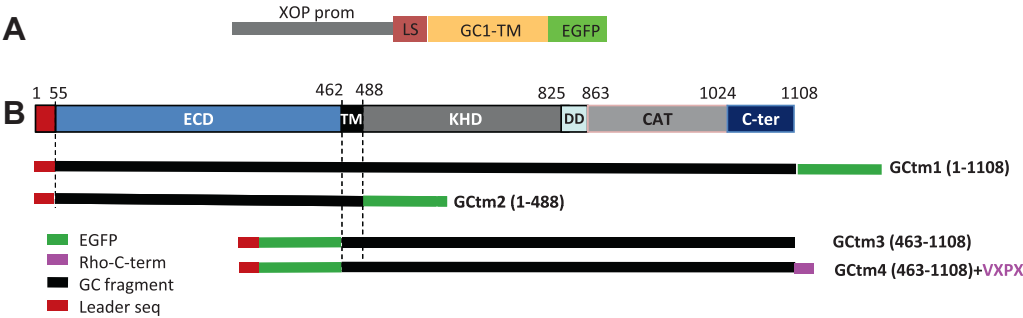 A
XOP prom
LS GC1-TM EGFP
B
1 55 462 488 825 863 1024 1108
ECD TM KHD DD CAT C-ter
GCtm1 (1-1108)
GCtm2 (1-488)
EGFP
GCtm3 (463-1108)
Rho-C-term
GCtm4 (463-1108)+VXPX
GC fragment
Leader seq